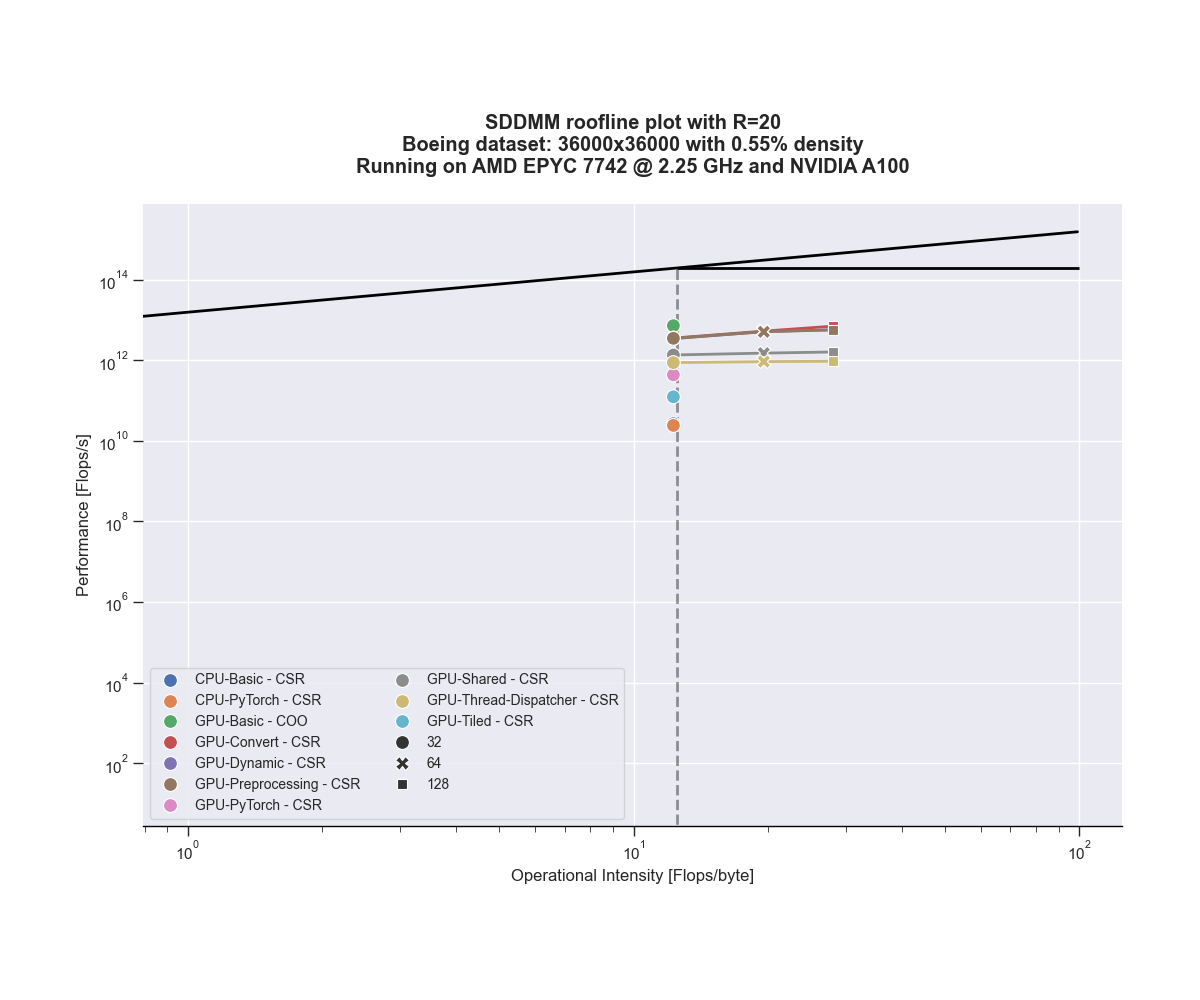 SDDMM roofline plot with R=20
Boeing dataset: 36000x36000 with 0.55% density
Running on AMD EPYC 7742 @ 2.25 GHz and NVIDIA A100
Performance [Flops/s]
10^14
10^12
10^10
10^8
10^6
10^4
10^2
CPU-Basic - CSR
CPU-PyTorch - CSR
GPU-Basic - COO
GPU-Convert - CSR
GPU-Dynamic - CSR
GPU-Preprocessing - CSR
GPU-PyTorch - CSR
GPU-Shared - CSR
GPU-Thread-Dispatcher - CSR
GPU-Tiled - CSR
32
64
128
10^0 10^1 10^2
Operational Intensity [Flops/byte]